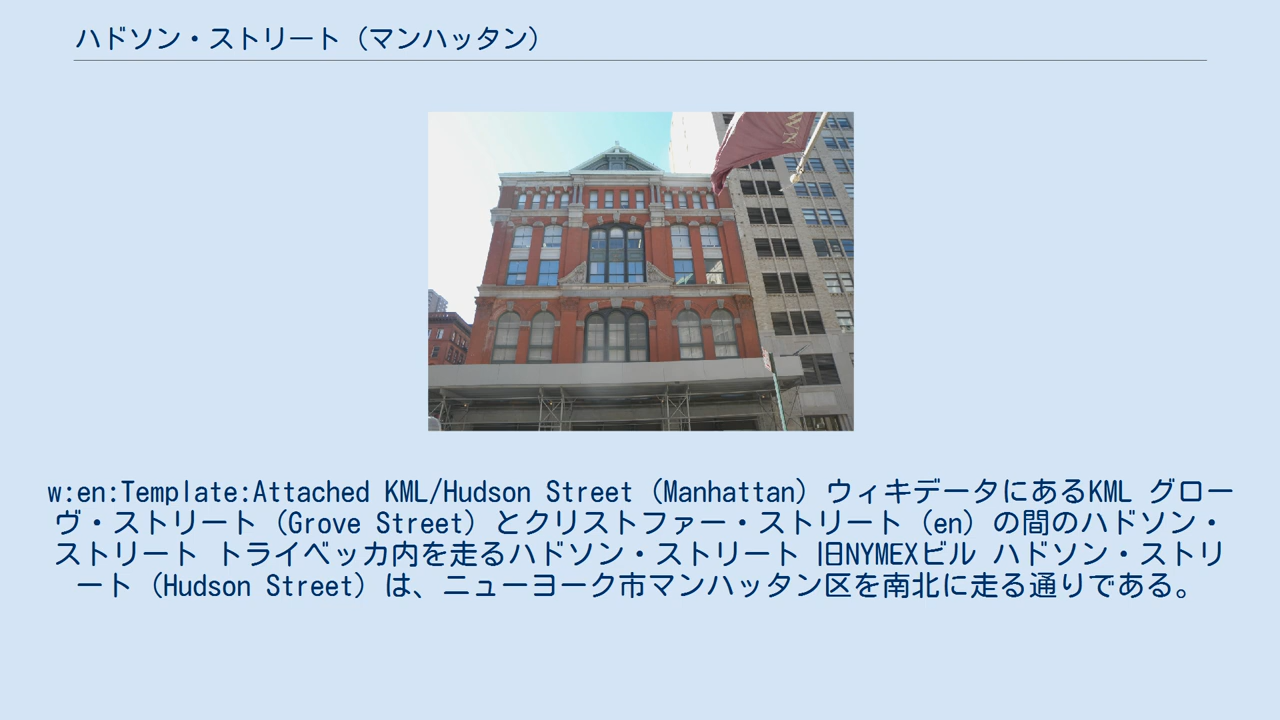 ハドソン・ストリート（マンハッタン）
WN
w:en:Template:Attached KML/Hudson Street（Manhattan）ウィキデータにあるKML グロー
ヴ・ストリート（Grove Street）とクリストファー・ストリート（en）の間のハドソン・
ストリート トライベッカ内を走るハドソン・ストリート 旧NYMEXビル ハドソン・ストリ
ート（Hudson Street）は、ニューヨーク市マンハッタン区を南北に走る通りである。